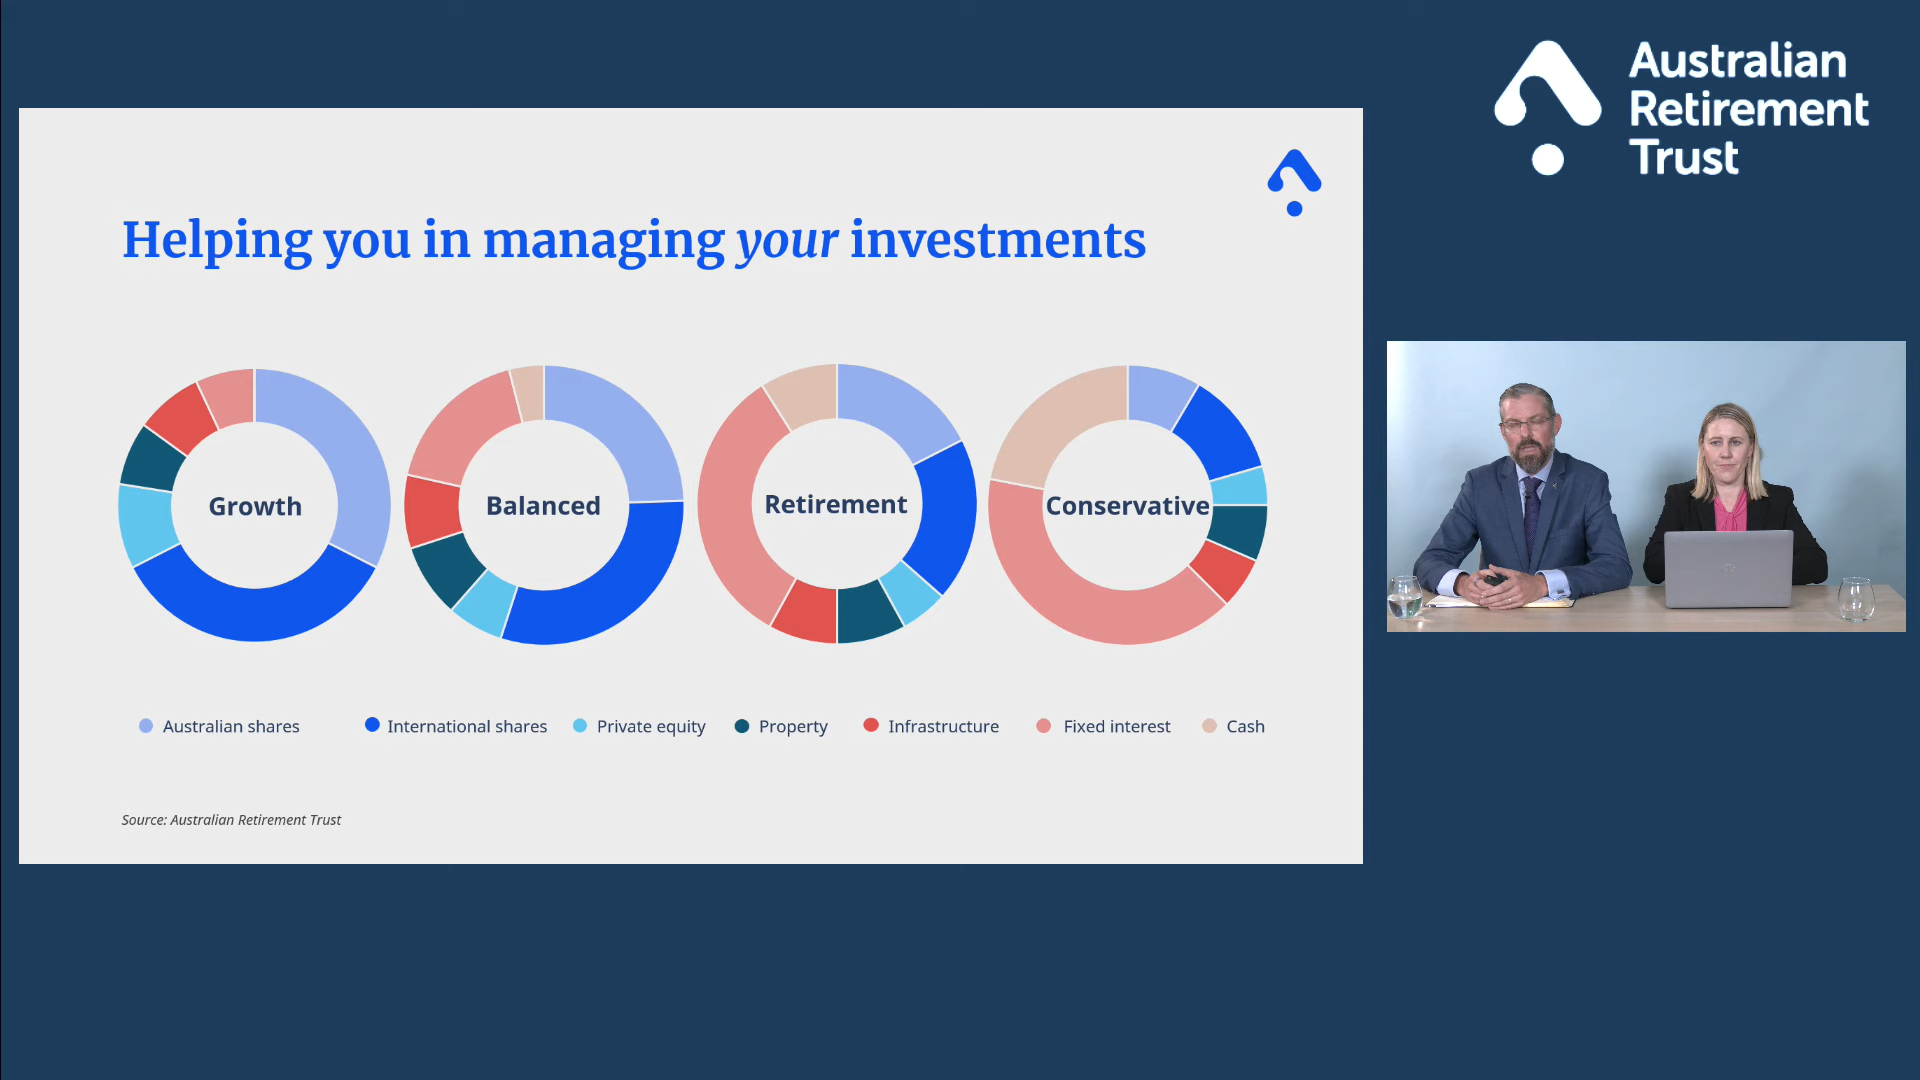 Australian
Retirement
Trust
Helping you in managing your investments
Growth
Balanced
Retirement
Conservative
Australian shares
International shares
Private equity
Property
Infrastructure
Fixed interest
Cash
Source: Australian Retirement Trust